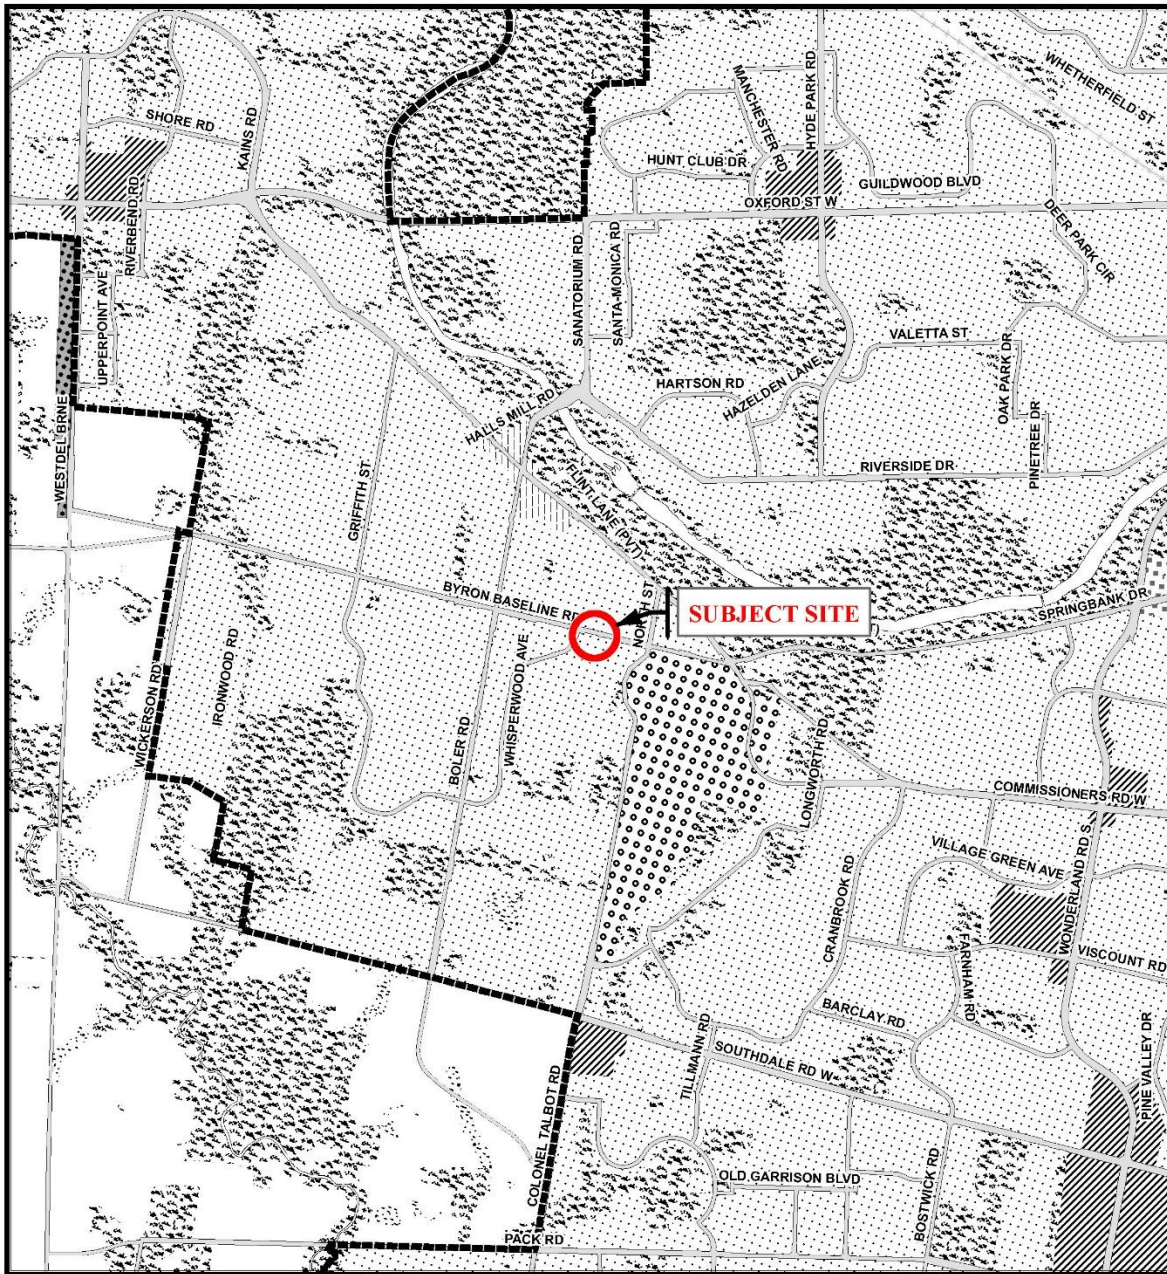 WHETHERFIELD ST
HYDE PARK RD
MANCHESTER RD
SHORE RD
KAINS RD
HUNT CLUB DR
GUILDWOOD BLVD
OXFORD ST W
RIVERBEND RD
DEER PARK CIR
SANATORIUM RD
SANTA-MONICA RD
UPPERPOINT AVE
VALETTA ST
OAK PARK DR
HARTSON RD
HAZELDEN LANE
HALLS MILL RD
PINETREE DR
WESTDEL BRNE
RIVERSIDE DR
GRIFFITH ST
FLINT LANE (PVT)
BYRON BASELINE RD
NORTH ST
SUBJECT SITE
SPRINGBANK DR
IRONWOOD RD
WHISPERWOOD AVE
WICKERSON RD
BOLER RD
LONGWORTH RD
COMMISSIONERS RD W
VILLAGE GREEN AVE
WONDERLAND RD S
CRANBROOK RD
FARNHAM RD
VISCOUNT RD
BARCLAY RD
TILLMANN RD
SOUTHDALE RD W
PINE VALLEY DR
COLONEL TALBOT RD
OLD GARRISON BLVD
BOSTWICK RD
PACK RD